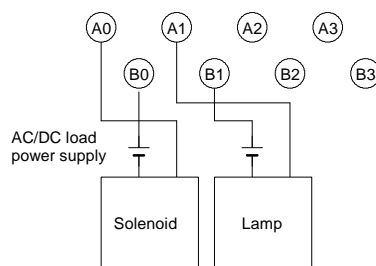 A0 A1 A2 A3
B0 B1 B2 B3
AC/DC load
power supply
Solenoid Lamp